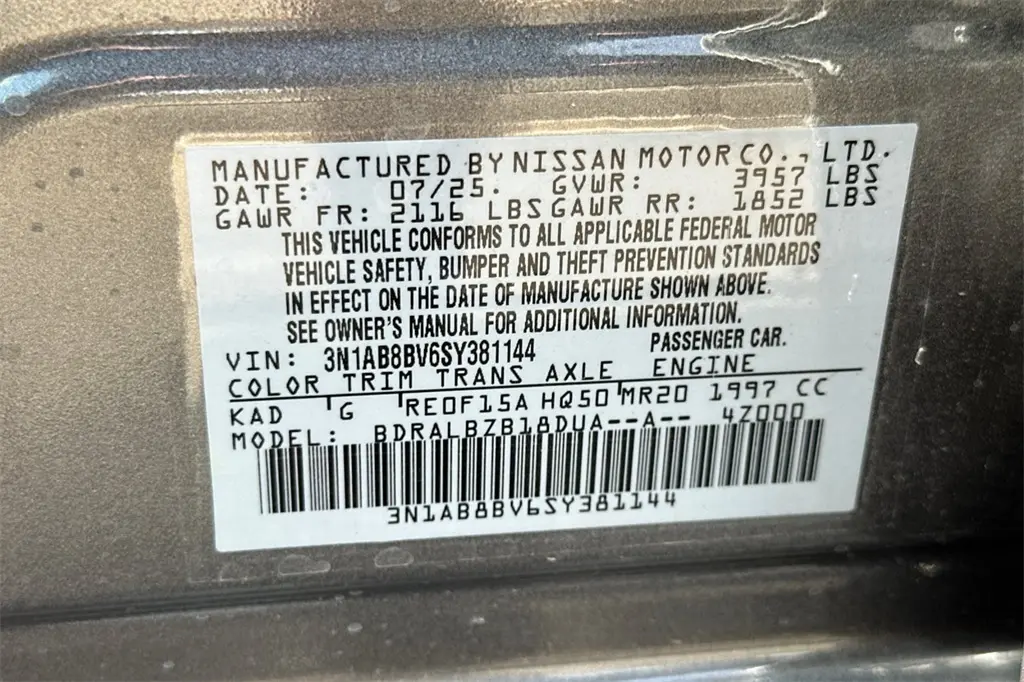 MANUFACTURED BY NISSAN MOTOR CO., LTD.
DATE: 07/25. GVWR: 3957 LBS
GAWR FR: 2116 LBS GAWR RR: 1852 LBS
THIS VEHICLE CONFORMS TO ALL APPLICABLE FEDERAL MOTOR
VEHICLE SAFETY, BUMPER AND THEFT PREVENTION STANDARDS
IN EFFECT ON THE DATE OF MANUFACTURE SHOWN ABOVE.
SEE OWNER'S MANUAL FOR ADDITIONAL INFORMATION.
VIN: 3N1AB8BV6SY381144 PASSENGER CAR.
COLOR TRIM TRANS AXLE ENGINE
KAD G RE0F15A HQ50 MR20 1997 CC
MODEL: BDRALBZB18DUA--A-- 4Z000
3N1AB8BV6SY381144